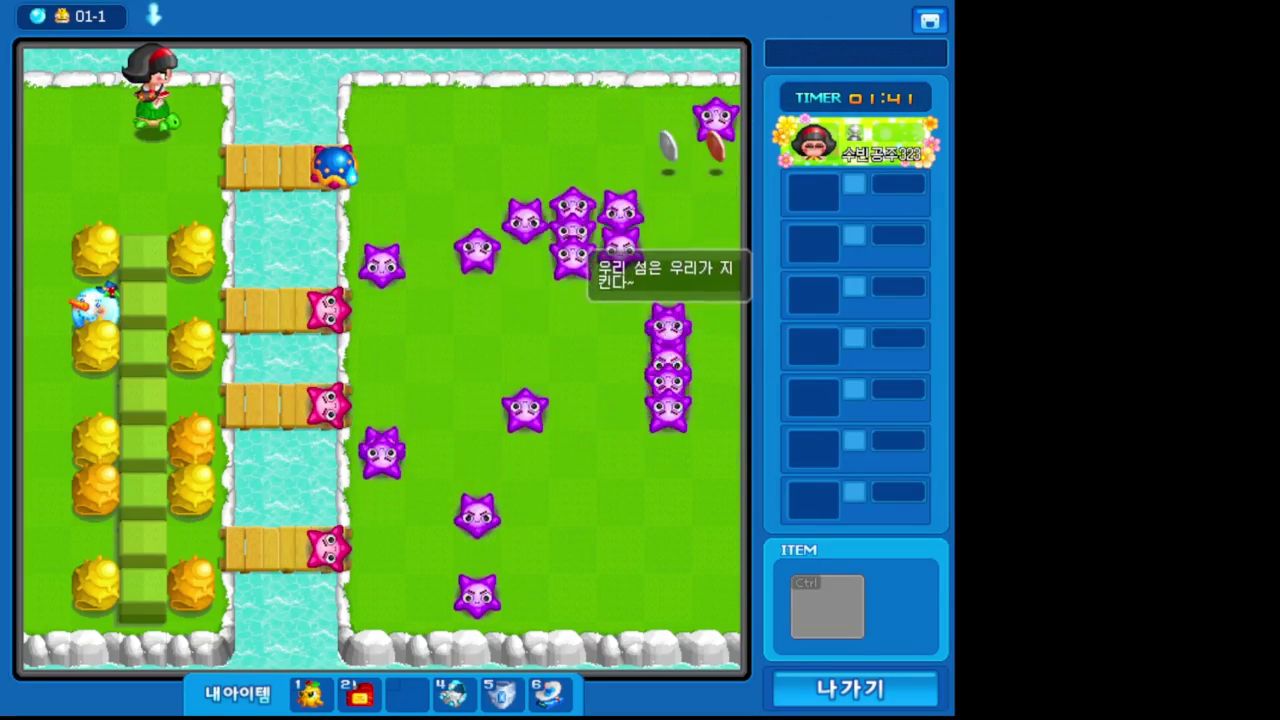 01-1
TIMER 01:41
수빈공주323
우리 섬은 우리가 지
킨다~
ITEM
Ctrl
내아이템
1
2
4
5
6
나가기